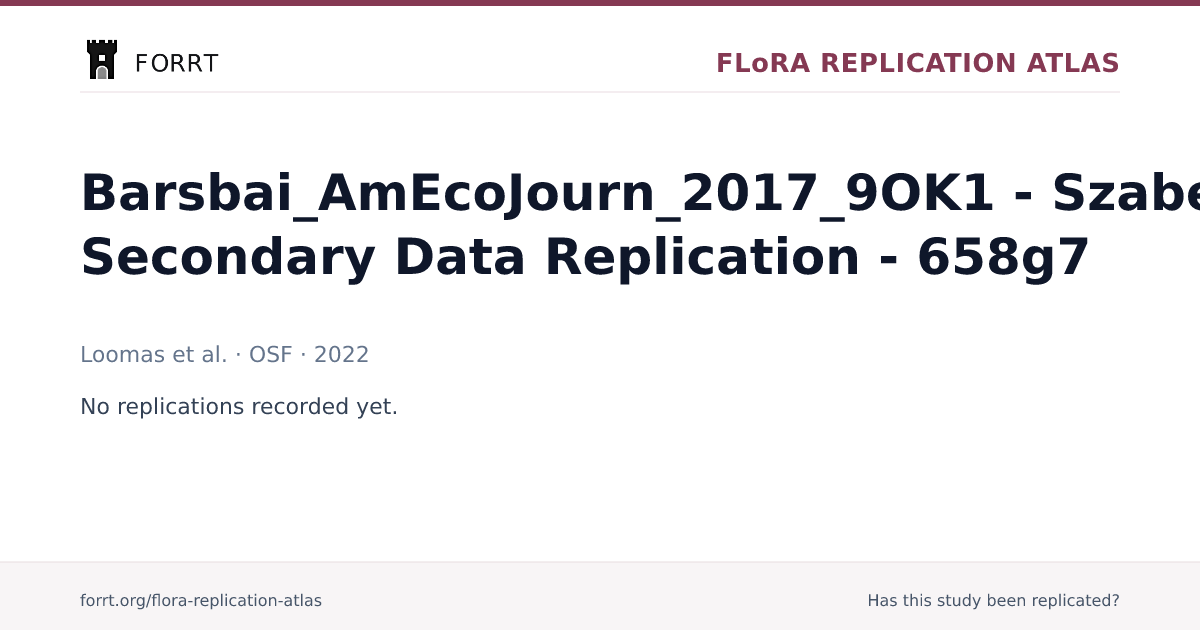 FORRT
FLoRA REPLICATION ATLAS
Barsbai_AmEcoJourn_2017_9OK1 -
Secondary Data Replication - 658g7
Loomas et al. · OSF · 2022
No replications recorded yet.
forrt.org/flora-replication-atlas
Has this study been replicated?